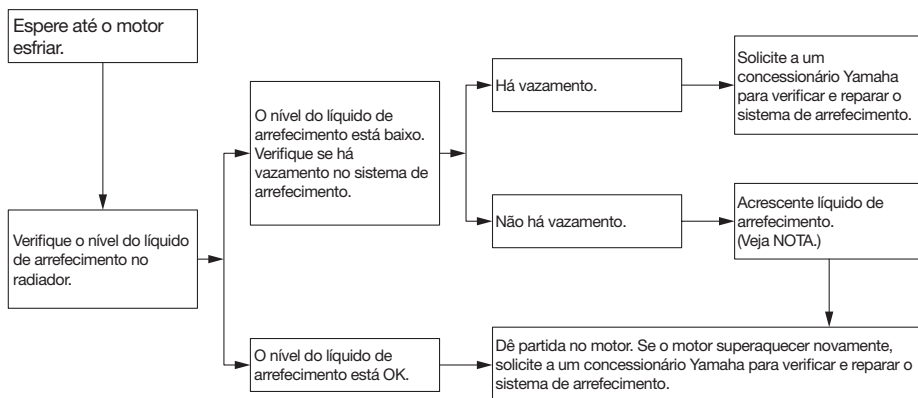 Espere até o motor
esfriar.
Verifique o nível do líquido
de arrefecimento no
radiador.
O nível do líquido de
arrefecimento está baixo.
Verifique se há
vazamento no sistema de
arrefecimento.
Há vazamento.
Solicite a um
concessionário Yamaha
para verificar e reparar o
sistema de arrefecimento.
Não há vazamento.
Acrescente líquido de
arrefecimento.
(Veja NOTA.)
O nível do líquido de
arrefecimento está OK.
Dê partida no motor. Se o motor superaquecer novamente,
solicite a um concessionário Yamaha para verificar e reparar o
sistema de arrefecimento.